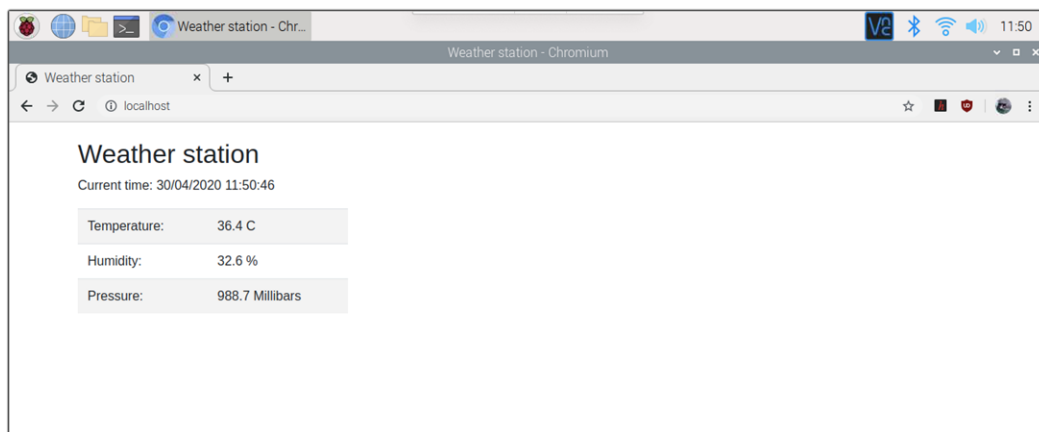 Weather station - Chr...
11:50
Weather station - Chromium
Weather station
localhost
Weather station
Current time: 30/04/2020 11:50:46
Temperature: 36.4 C
Humidity: 32.6 %
Pressure: 988.7 Millibars